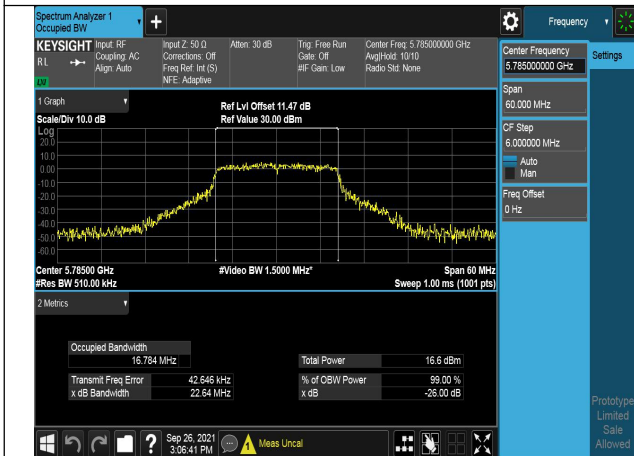 Spectrum Analyzer 1
Occupied BW
Frequency
KEYSIGHT
Input: RF
Coupling: AC
Align: Auto
Input Z: 50 Ω
Corrections: Off
Freq Ref: Int (S)
NFE: Adaptive
Atten: 30 dB
Trig: Free Run
Gate: Off
#IF Gain: Low
Center Freq: 5.785000000 GHz
Avg|Hold: 10/10
Radio Std: None
R L
LXI
1 Graph
Scale/Div 10.0 dB
Ref Lvl Offset 11.47 dB
Ref Value 30.00 dBm
Log
20.0
10.0
0.00
-10.0
-20.0
-30.0
-40.0
-50.0
-60.0
Center 5.78500 GHz
#Res BW 510.00 kHz
#Video BW 1.5000 MHz*
Span 60 MHz
Sweep 1.00 ms (1001 pts)
2 Metrics
Occupied Bandwidth
16.784 MHz
Total Power 16.6 dBm
Transmit Freq Error 42.646 kHz
% of OBW Power 99.00 %
x dB Bandwidth 22.64 MHz
x dB -26.00 dB
Sep 26, 2021
3:06:41 PM
Meas Uncal
Center Frequency
5.785000000 GHz
Settings
Span
60.000 MHz
CF Step
6.000000 MHz
Auto
Man
Freq Offset
0 Hz
Prototype
Limited
Sale
Allowed